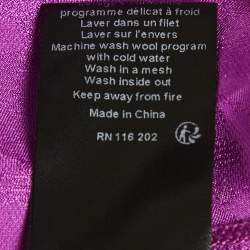 programme délicat à froid
Laver dans un filet
Laver sur l'envers
Machine wash wool program
with cold water
Wash in a mesh
Wash inside out
Keep away from fire
Made in China
RN 116 202